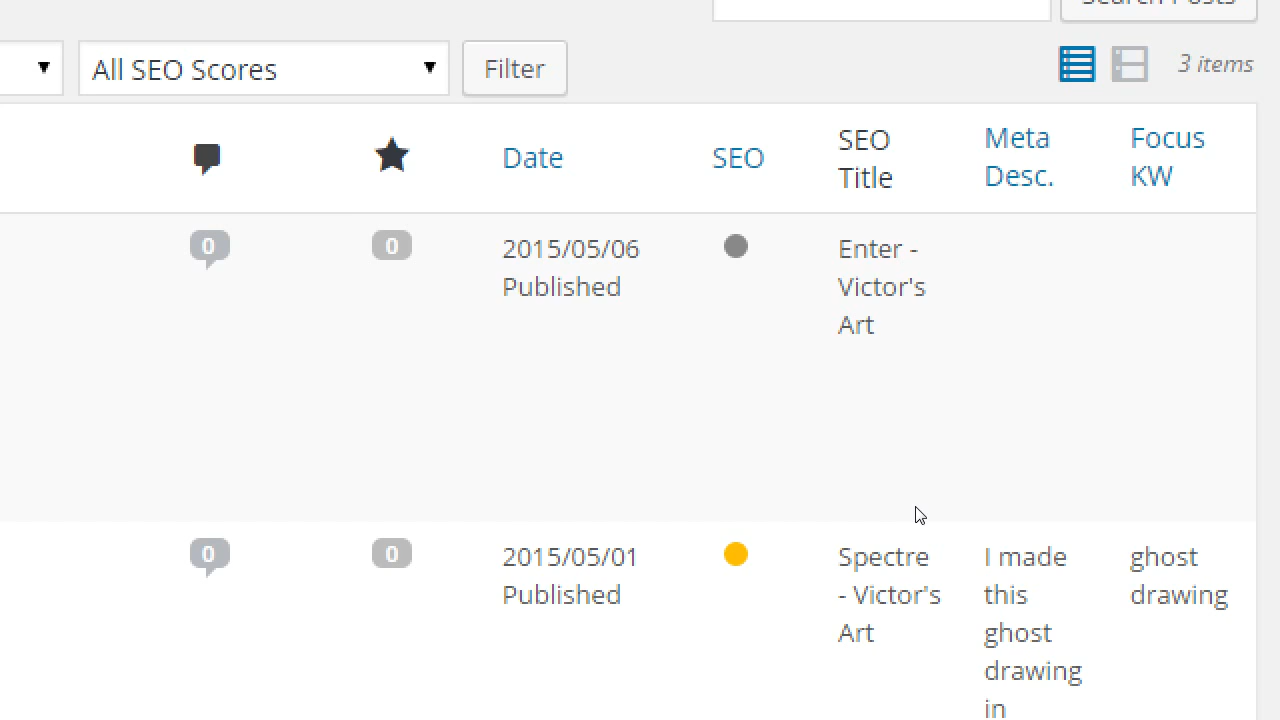 Search Posts
All SEO Scores
Filter
3 items
Date
SEO
SEO
Title
Meta
Desc.
Focus
KW
0
0
2015/05/06
Published
Enter -
Victor's
Art
0
0
2015/05/01
Published
Spectre
- Victor's
Art
I made
this
ghost
drawing
in
ghost
drawing